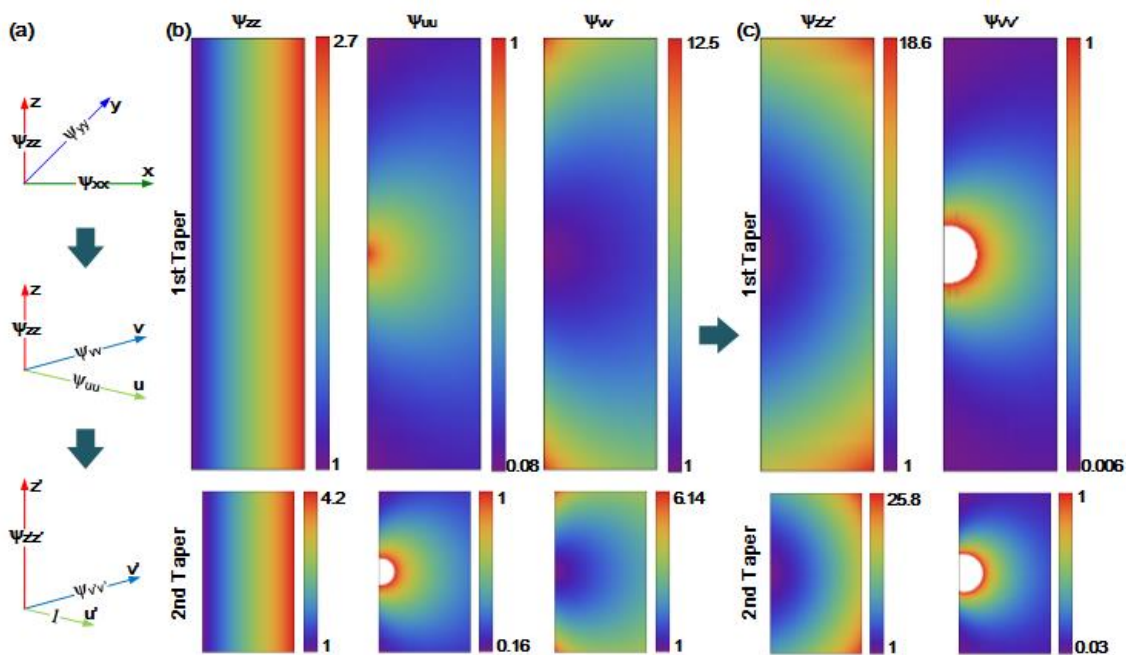 (a)
z
y
ψzz
ψyy
x
ψxx
z
ψzz
v
ψvv
ψuu
u
z'
ψz'z'
v'
ψv'v'
1
u'
(b)
ψzz
ψuu
ψvv
1st Taper
2.7
1
1
0.08
12.5
1
2nd Taper
4.2
1
1
0.16
6.14
1
(c)
ψz'z'
ψv'v'
1st Taper
18.6
1
1
0.006
2nd Taper
25.8
1
1
0.03